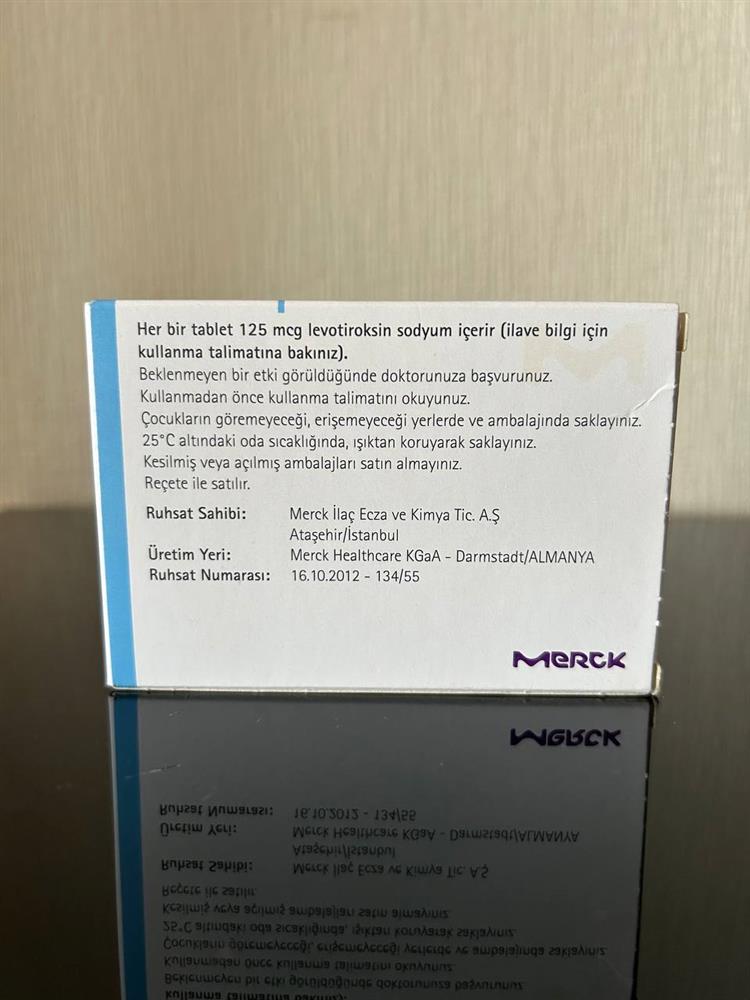 Her bir tablet 125 mcg levotiroksin sodyum içerir (ilave bilgi için
kullanma talimatına bakınız).
Beklenmeyen bir etki görüldüğünde doktorunuza başvurunuz.
Kullanmadan önce kullanma talimatını okuyunuz.
Çocukların göremeyeceği, erişemeyeceği yerlerde ve ambalajında saklayınız.
25°C altındaki oda sıcaklığında, ışıktan koruyarak saklayınız.
Kesilmiş veya açılmış ambalajları satın almayınız.
Reçete ile satılır.
Ruhsat Sahibi: Merck İlaç Ecza ve Kimya Tic. A.Ş
Ataşehir/İstanbul
Üretim Yeri: Merck Healthcare KGaA - Darmstadt/ALMANYA
Ruhsat Numarası: 16.10.2012 - 134/55
MERCK